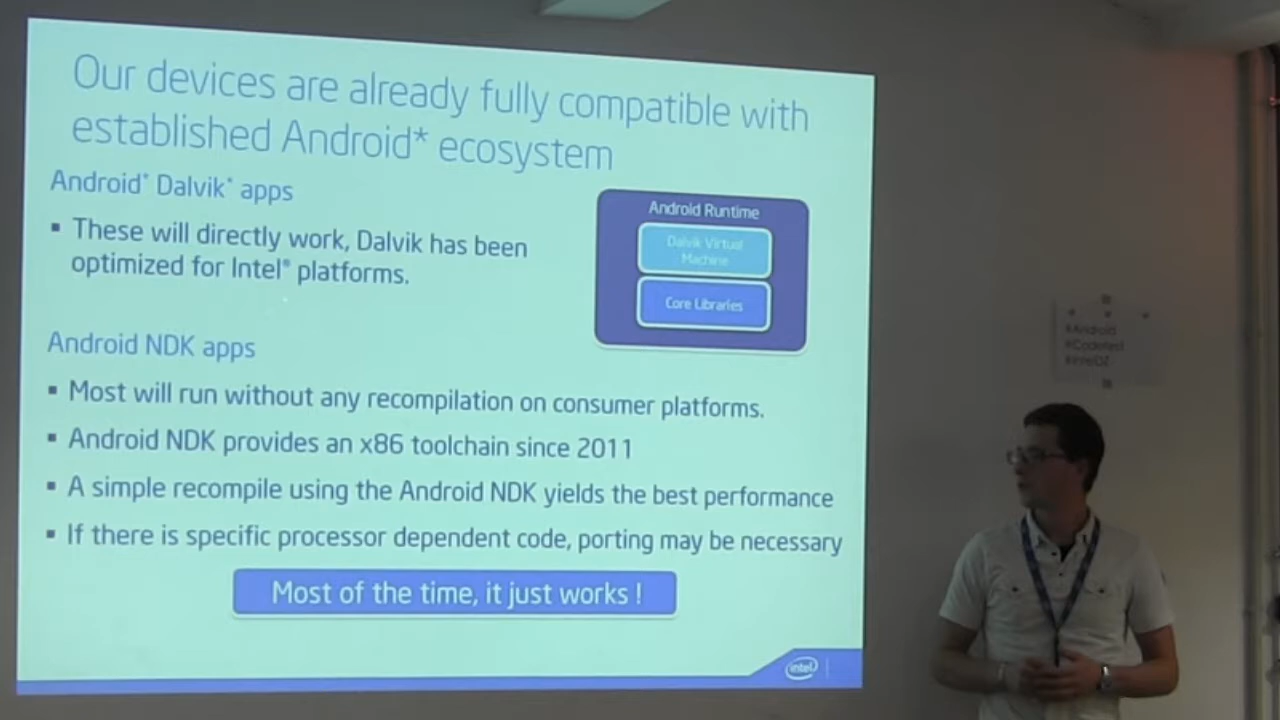 Our devices are already fully compatible with
established Android* ecosystem
Android* Dalvik* apps
▪ These will directly work, Dalvik has been
optimized for Intel® platforms.
Android Runtime
Dalvik Virtual
Machine
Core Libraries
Android NDK apps
▪ Most will run without any recompilation on consumer platforms.
▪ Android NDK provides an x86 toolchain since 2011
▪ A simple recompile using the Android NDK yields the best performance
▪ If there is specific processor dependent code, porting may be necessary
Most of the time, it just works !
intel
#Android